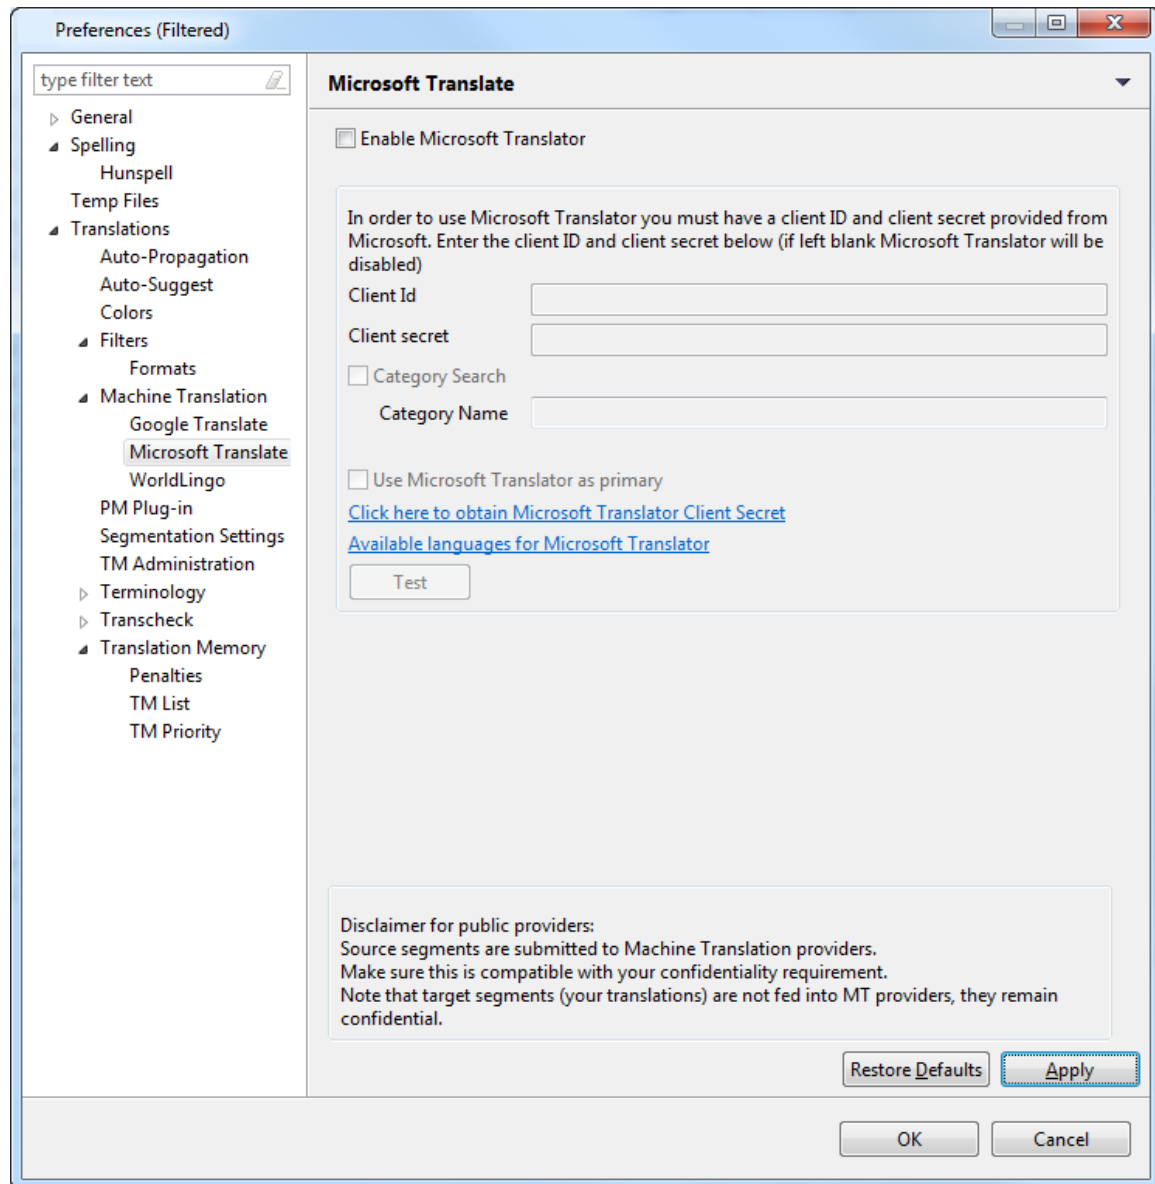 Preferences (Filtered)
type filter text
General
Spelling
Hunspell
Temp Files
Translations
Auto-Propagation
Auto-Suggest
Colors
Filters
Formats
Machine Translation
Google Translate
Microsoft Translate
WorldLingo
PM Plug-in
Segmentation Settings
TM Administration
Terminology
Transcheck
Translation Memory
Penalties
TM List
TM Priority
Microsoft Translate
Enable Microsoft Translator
In order to use Microsoft Translator you must have a client ID and client secret provided from
Microsoft. Enter the client ID and client secret below (if left blank Microsoft Translator will be
disabled)
Client Id
Client secret
Category Search
Category Name
Use Microsoft Translator as primary
Click here to obtain Microsoft Translator Client Secret
Available languages for Microsoft Translator
Test
Disclaimer for public providers:
Source segments are submitted to Machine Translation providers.
Make sure this is compatible with your confidentiality requirement.
Note that target segments (your translations) are not fed into MT providers, they remain
confidential.
Restore Defaults
Apply
OK
Cancel